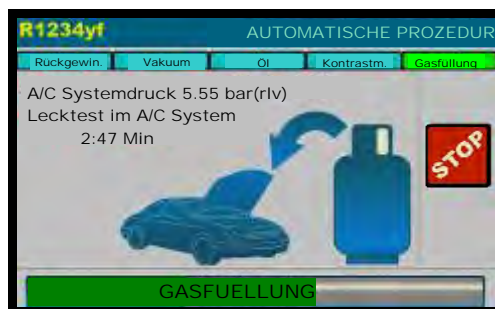 R1234yf AUTOMATISCHE PROZEDUR
Rückgewin. Vakuum Öl Kontrastm. Gasfüllung
A/C Systemdruck 5.55 bar(rlv)
Lecktest im A/C System
2:47 Min
STOP
GASFUELLUNG